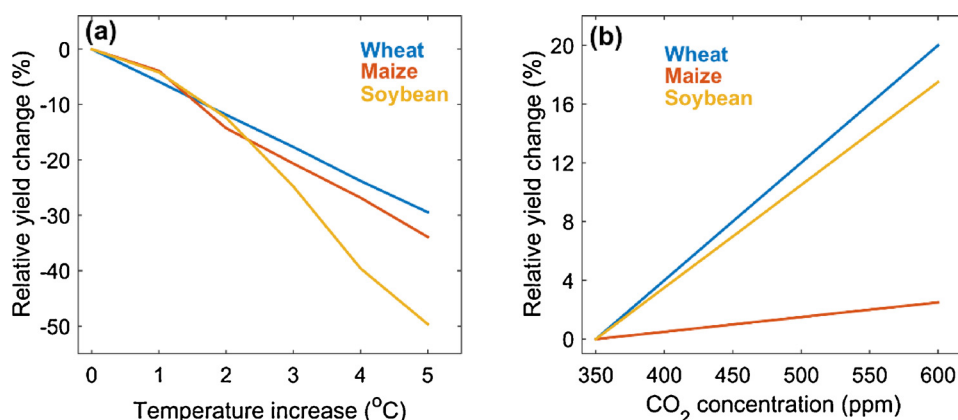 (a)
Wheat
Maize
Soybean
Relative yield change (%)
0
-10
-20
-30
-40
-50
0 1 2 3 4 5
Temperature increase (°C)
(b)
Wheat
Maize
Soybean
Relative yield change (%)
20
16
12
8
4
0
350 400 450 500 550 600
CO₂ concentration (ppm)